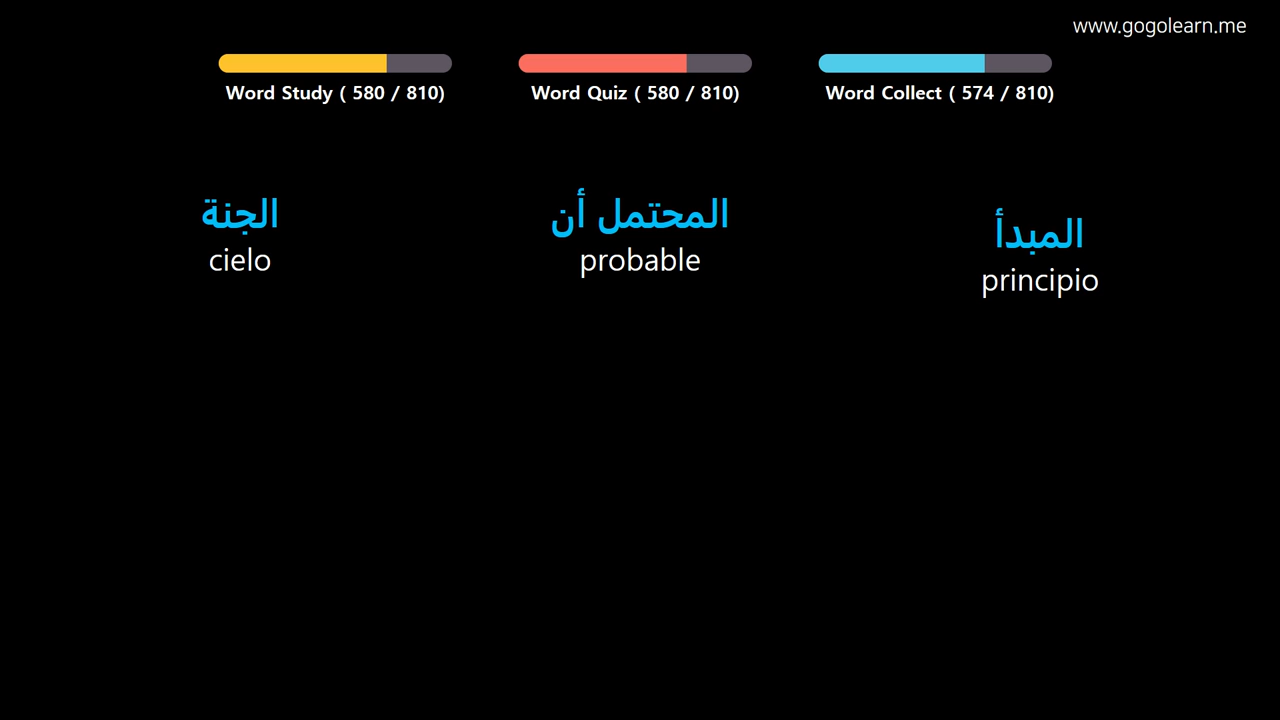 www.gogolearn.me
Word Study ( 580 / 810)
Word Quiz ( 580 / 810)
Word Collect ( 574 / 810)
الجنة
cielo
المحتمل أن
probable
المبدأ
principio